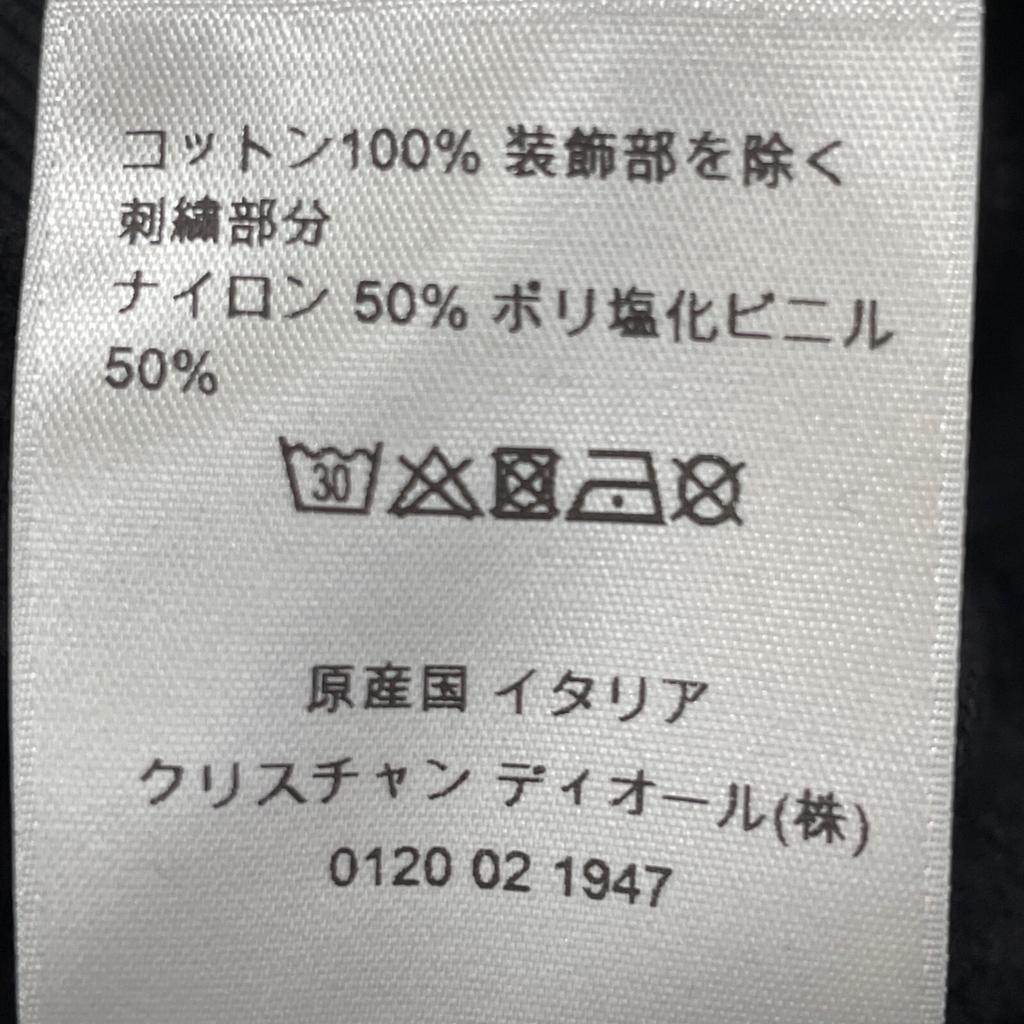 コットン100% 装飾部を除く
刺繍部分
ナイロン 50% ポリ塩化ビニル
50%
30
原産国 イタリア
クリスチャン ディオール(株)
0120 02 1947